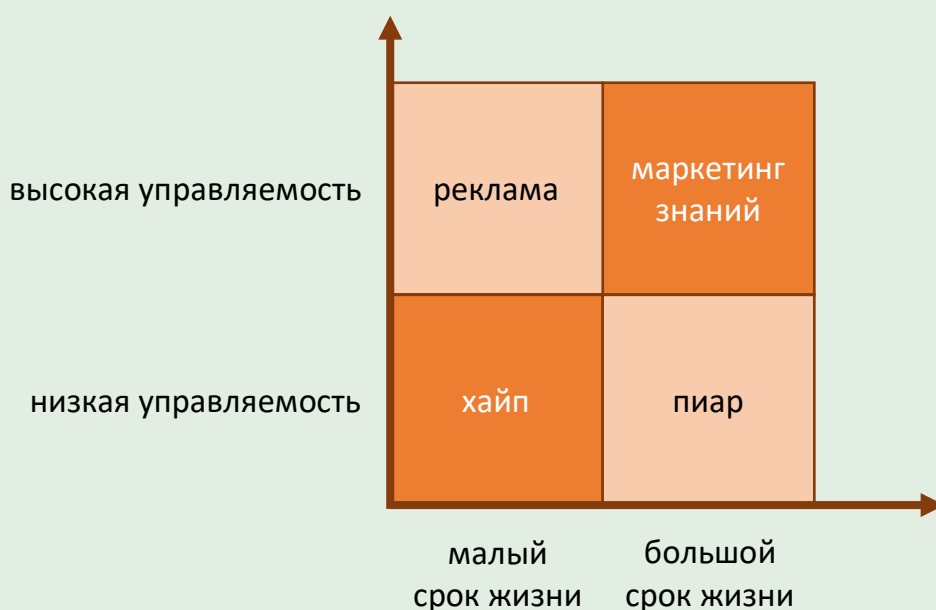 высокая управляемость
реклама
маркетинг
знаний
низкая управляемость
хайп
пиар
малый
срок жизни
большой
срок жизни